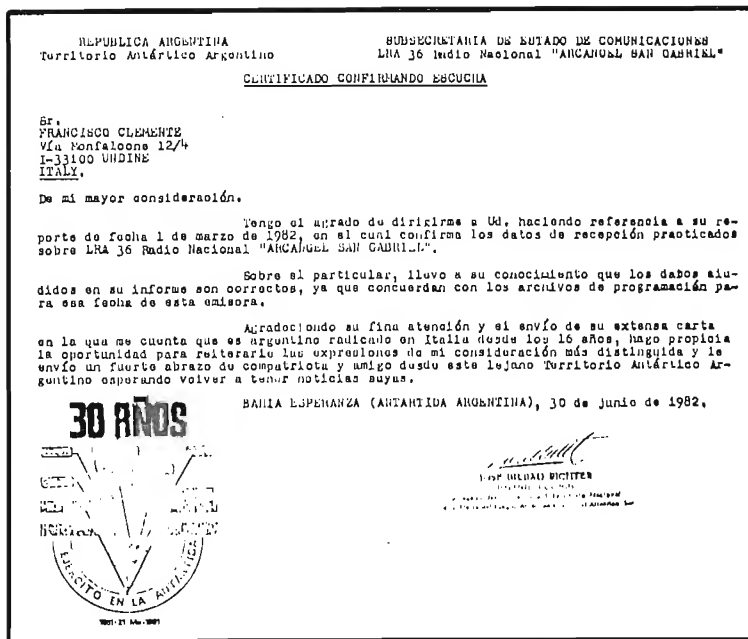 REPUBLICA ARGENTINA
Territorio Antártico Argentino
SUBSECRETARIA DE ESTADO DE COMUNICACIONES
LRA 36 Radio Nacional "ARCANGEL SAN GABRIEL"
CERTIFICADO CONFIRMANDO ESCUCHA
Sr.
FRANCISCO CLEMENTE
Vía Monfalcone 12/4
I-33100 UNDINE
ITALY.
De mi mayor consideración.
Tengo el agrado de dirigirme a Ud. haciendo referencia a su re-
porte de fecha 1 de marzo de 1982, en el cual confirma los datos de recepción practicados
sobre LRA 36 Radio Nacional "ARCANGEL SAN GABRIEL".
Sobre el particular, llevo a su conocimiento que los datos alu-
didos en su informe son correctos, ya que concuerdan con los archivos de programación pa-
ra esa fecha de esta emisora.
Agradeciendo su fina atención y el envío de su extensa carta
en la que me cuenta que es argentino radicado en Italia desde los 16 años, hago propicia
la oportunidad para reiterarle las expresiones de mi consideración más distinguida y le
envío un fuerte abrazo de compatriota y amigo desde este lejano Territorio Antártico Ar-
gentino esperando volver a tener noticias suyas.
BAHIA ESPERANZA (ANTARTIDA ARGENTINA), 30 de junio de 1982.
30 AÑOS
EJERCITO EN LA ANTARTIDA
BILBAO RICHTER